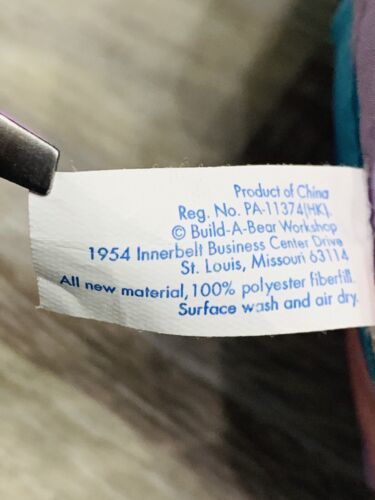 Product of China
Reg. No. PA-11374(HK).
© Build-A-Bear Workshop
1954 Innerbelt Business Center Drive
St. Louis, Missouri 63114
All new material, 100% polyester fiberfill.
Surface wash and air dry.